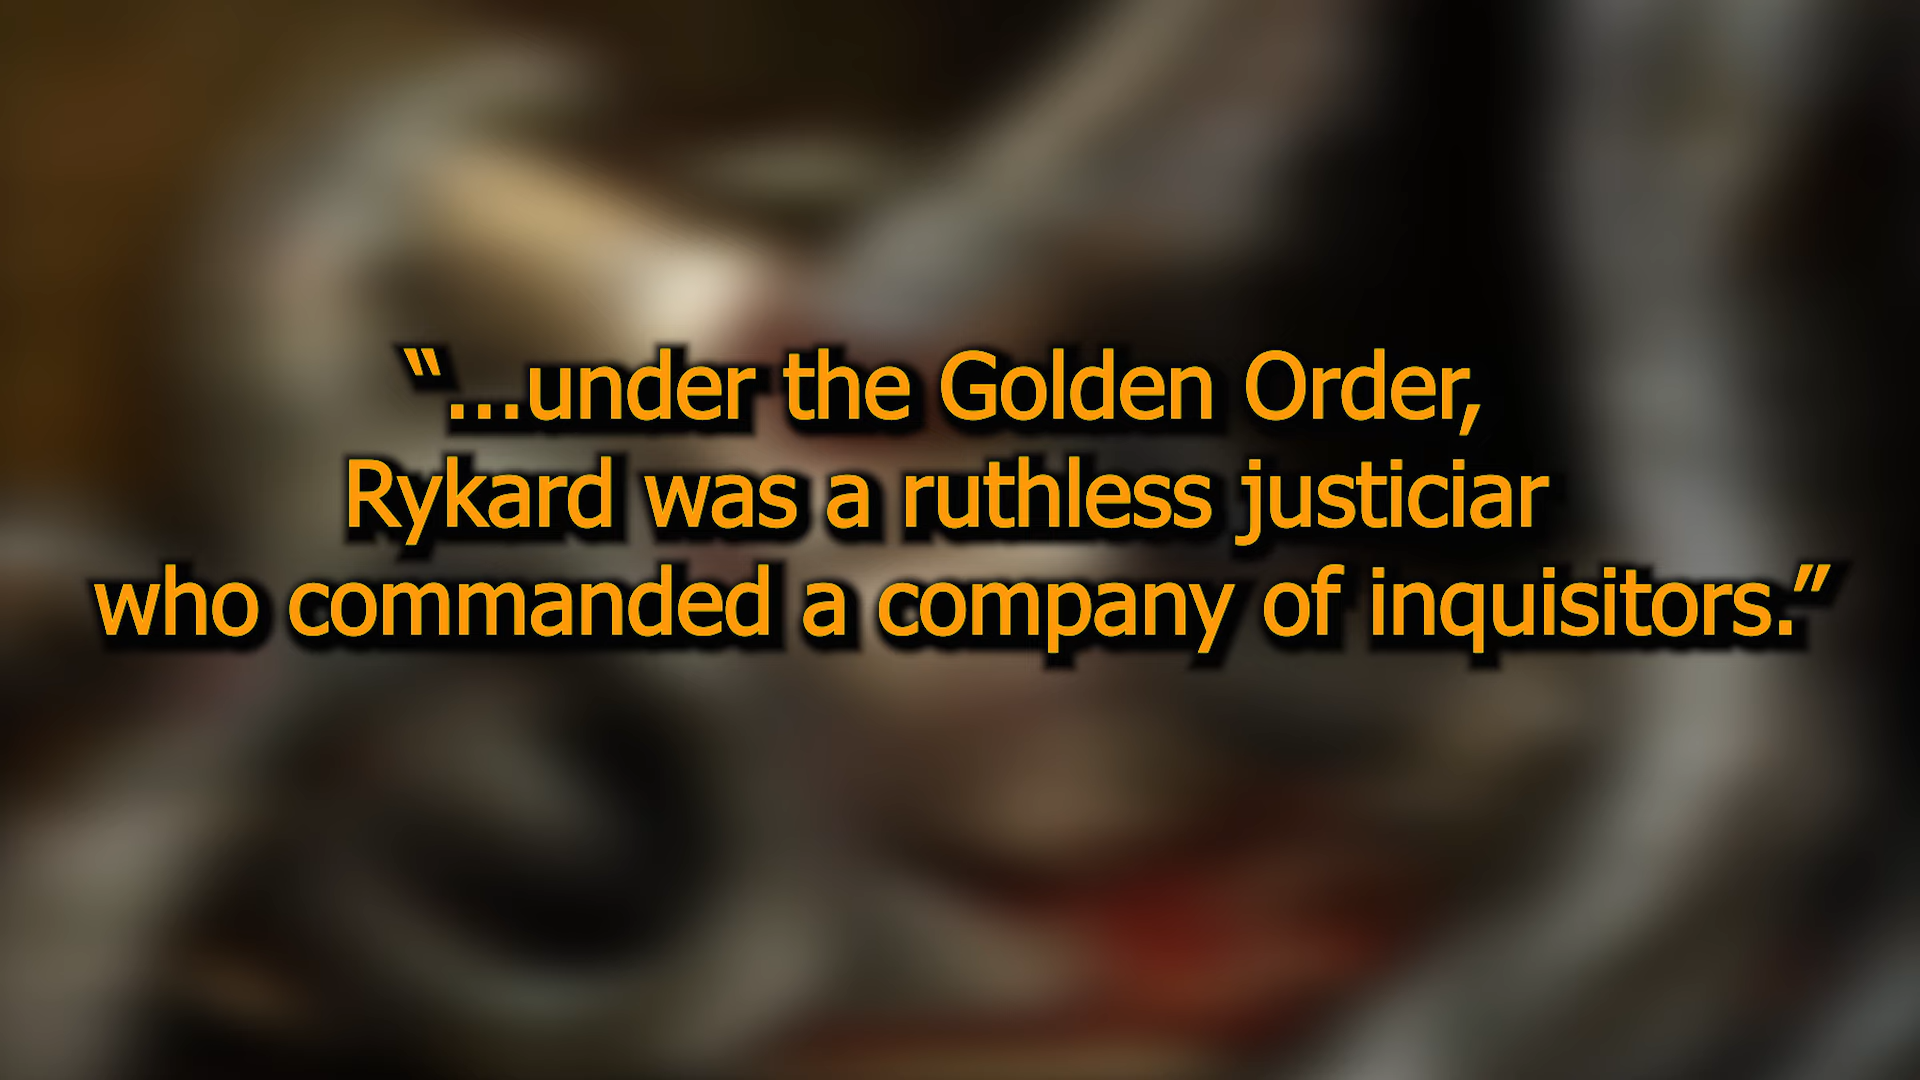 “...under the Golden Order,
Rykard was a ruthless justiciar
who commanded a company of inquisitors.”